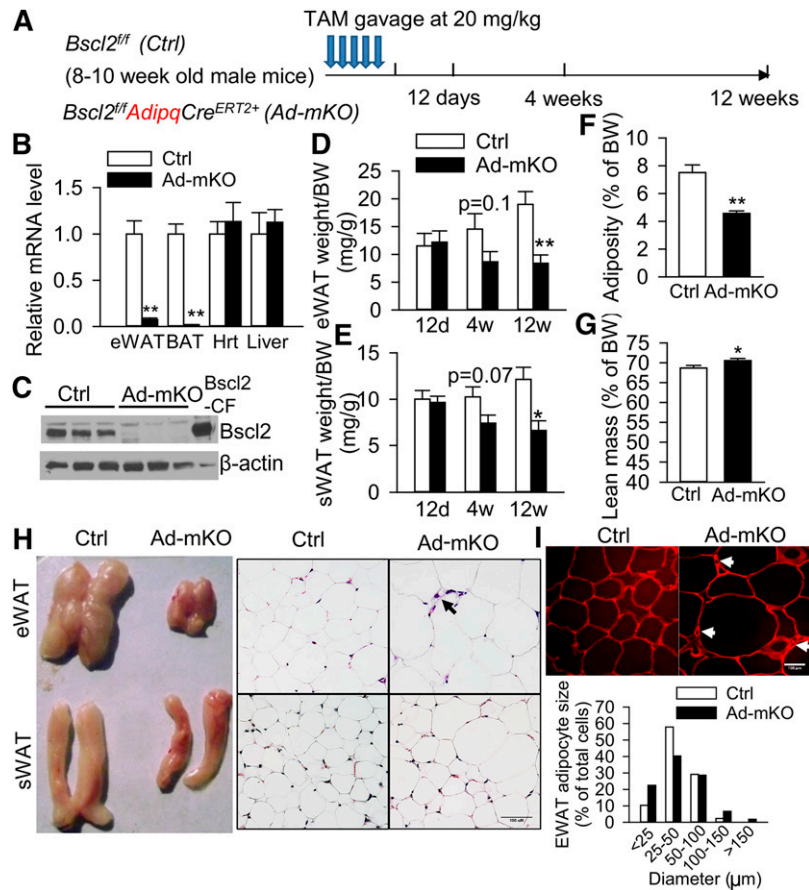 A
TAM gavage at 20 mg/kg
Bscl2f/f (Ctrl)
(8-10 week old male mice)
Bscl2f/fAdipqCreERT2+ (Ad-mKO)
12 days
4 weeks
12 weeks
B
Ctrl
Ad-mKO
Relative mRNA level
1.5
1.0
0.5
0.0
**
**
eWAT
BAT
Hrt
Liver
C
Ctrl
Ad-mKO
Bscl2
-CF
Bscl2
β-actin
D
Ctrl
Ad-mKO
eWAT weight/BW
(mg/g)
25
20
15
10
5
0
p=0.1
**
12d
4w
12w
E
sWAT weight/BW
(mg/g)
15
10
5
0
p=0.07
*
12d
4w
12w
F
Adiposity (% of BW)
10
8
6
4
2
0
**
Ctrl
Ad-mKO
G
Lean mass (% of BW)
75
70
65
60
55
50
45
40
*
Ctrl
Ad-mKO
H
Ctrl
Ad-mKO
Ctrl
Ad-mKO
eWAT
sWAT
I
Ctrl
Ad-mKO
Ctrl
Ad-mKO
EWAT adipocyte size
(% of total cells)
70
60
50
40
30
20
10
0
<25
25-50
50-100
100-150
>150
Diameter (µm)